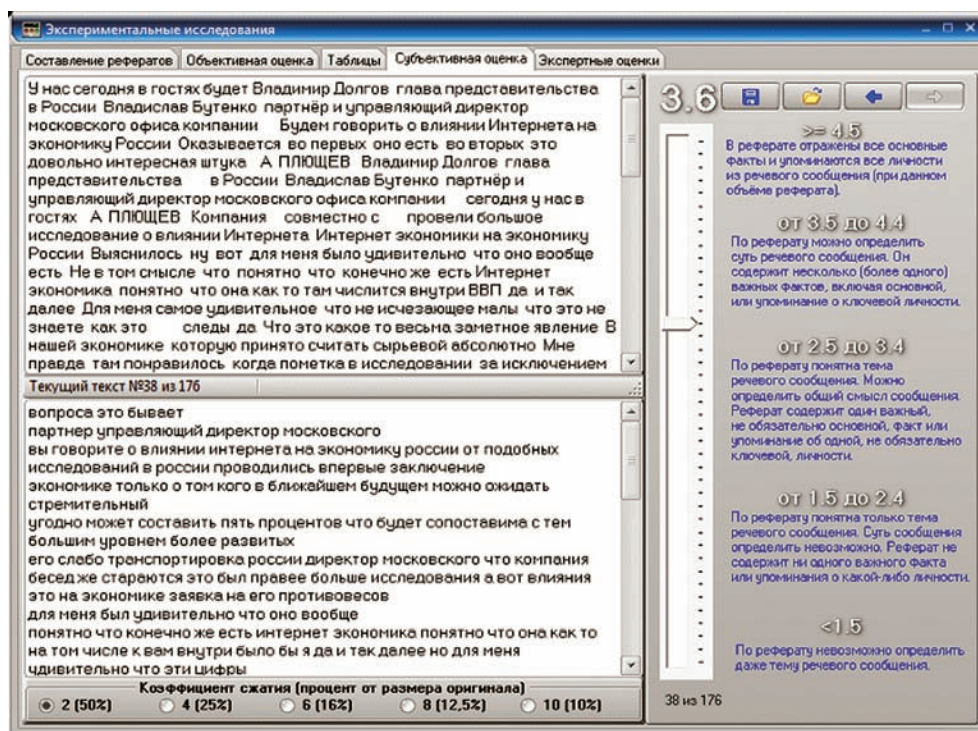 Экспериментальные исследования
Составление рефератов Объективная оценка Таблицы Субъективная оценка Экспертные оценки
У нас сегодня в гостях будет Владимир Долгов глава представительства
в России Владислав Бутенко партнёр и управляющий директор
московского офиса компании Будем говорить о влиянии Интернета на
экономику России Оказывается во первых оно есть во вторых это
довольно интересная штука А ПЛЮЩЕВ Владимир Долгов глава
представительства в России Владислав Бутенко партнёр и
управляющий директор московского офиса компании сегодня у нас в
гостях А ПЛЮЩЕВ Компания совместно с провели большое
исследование о влиянии Интернета Интернет экономики на экономику
России Выяснилось ну вот для меня было удивительно что оно вообще
есть Не в том смысле что понятно что конечно же есть Интернет
экономика понятно что она как то там числится внутри ВВП да и так
далее Для меня самое удивительное что не исчезающее малы что это не
знаете как это следы да Что это какое то весьма заметное явление В
нашей экономике которую принято считать сырьевой абсолютно Мне
правда там понравилось когда пометка в исследовании за исключением
Текущий текст №38 из 176
вопроса это бывает
партнер управляющий директор московского
вы говорите о влиянии интернета на экономику россии от подобных
исследований в россии проводились впервые заключение
экономике только о том кого в ближайшем будущем можно ожидать
стремительный
угодно может составить пять процентов что будет сопоставима с тем
большим уровнем более развитых
его слабо транспортировка россии директор московского что компания
бесед же стараются это был правее больше исследования а вот влияния
это на экономике заявка на его противовесов
для меня был удивительно что оно вообще
понятно что конечно же есть интернет экономика понятно что она как то
на том числе к вам внутри было бы я да и так далее но для меня
удивительно что эти цифры
Коэффициент сжатия (процент от размера оригинала)
2 (50%) 4 (25%) 6 (16%) 8 (12,5%) 10 (10%)
3.6
>= 4.5
В реферате отражены все основные
факты и упоминаются все личности
из речевого сообщения (при данном
объёме реферата).
от 3.5 до 4.4
По реферату можно определить
суть речевого сообщения. Он
содержит несколько (более одного)
важных фактов, включая основной,
или упоминание о ключевой личности.
от 2.5 до 3.4
По реферату понятна тема
речевого сообщения. Можно
определить общий смысл сообщения.
Реферат содержит один важный,
не обязательно основной, факт или
упоминание об одной, не обязательно
ключевой, личности.
от 1.5 до 2.4
По реферату понятна только тема
речевого сообщения. Суть сообщения
определить невозможно. Реферат не
содержит ни одного важного факта
или упоминания о какой-либо личности.
<1.5
По реферату невозможно определить
даже тему речевого сообщения.
38 из 176